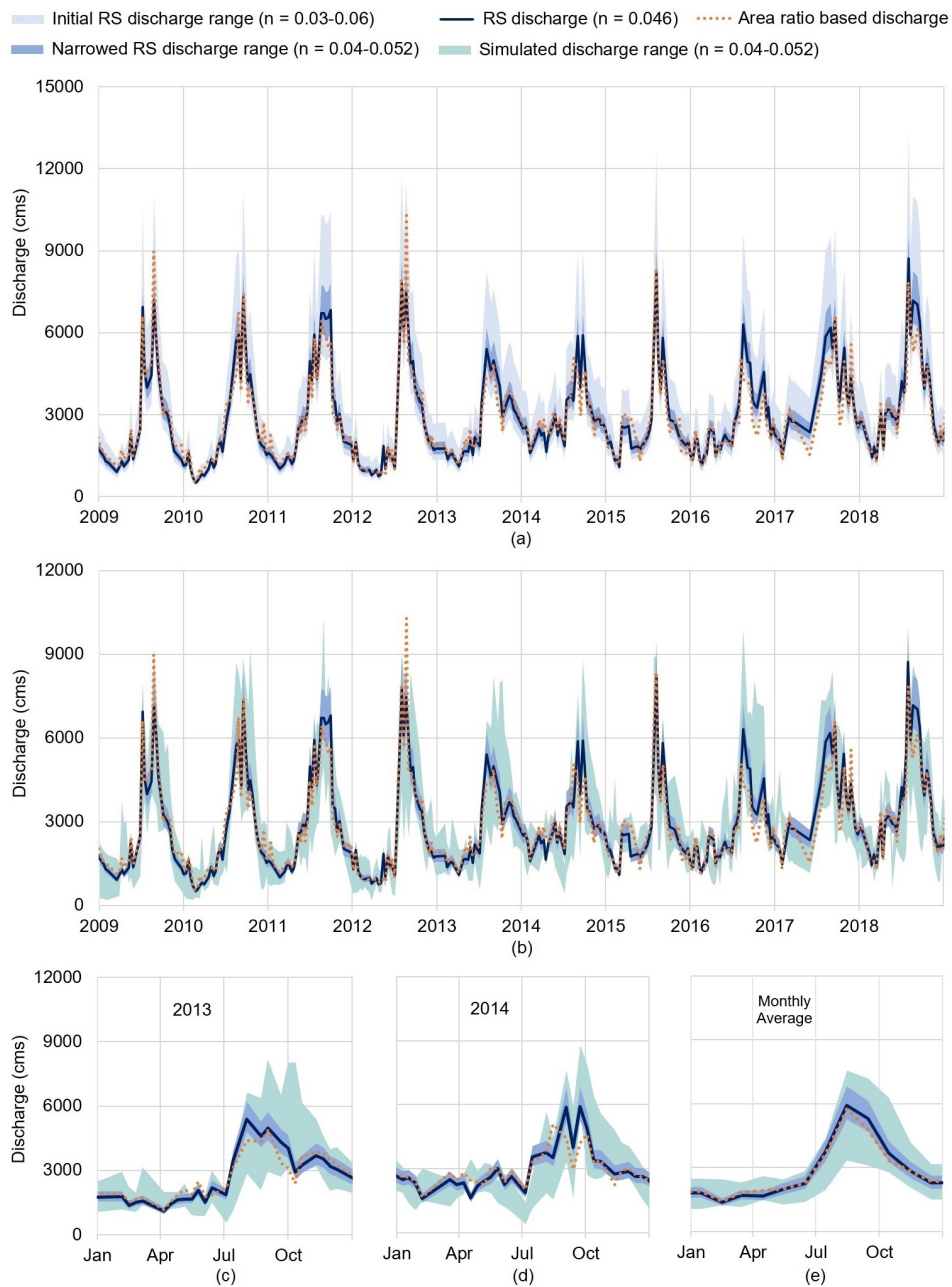 Initial RS discharge range (n = 0.03-0.06) RS discharge (n = 0.046) Area ratio based discharge
Narrowed RS discharge range (n = 0.04-0.052) Simulated discharge range (n = 0.04-0.052)
15000
12000
9000
6000
3000
0
Discharge (cms)
2009 2010 2011 2012 2013 2014 2015 2016 2017 2018
(a)
12000
9000
6000
3000
0
Discharge (cms)
2009 2010 2011 2012 2013 2014 2015 2016 2017 2018
(b)
12000
9000
6000
3000
0
Discharge (cms)
2013
Jan Apr Jul Oct
(c)
2014
Jan Apr Jul Oct
(d)
Monthly
Average
Jan Apr Jul Oct
(e)